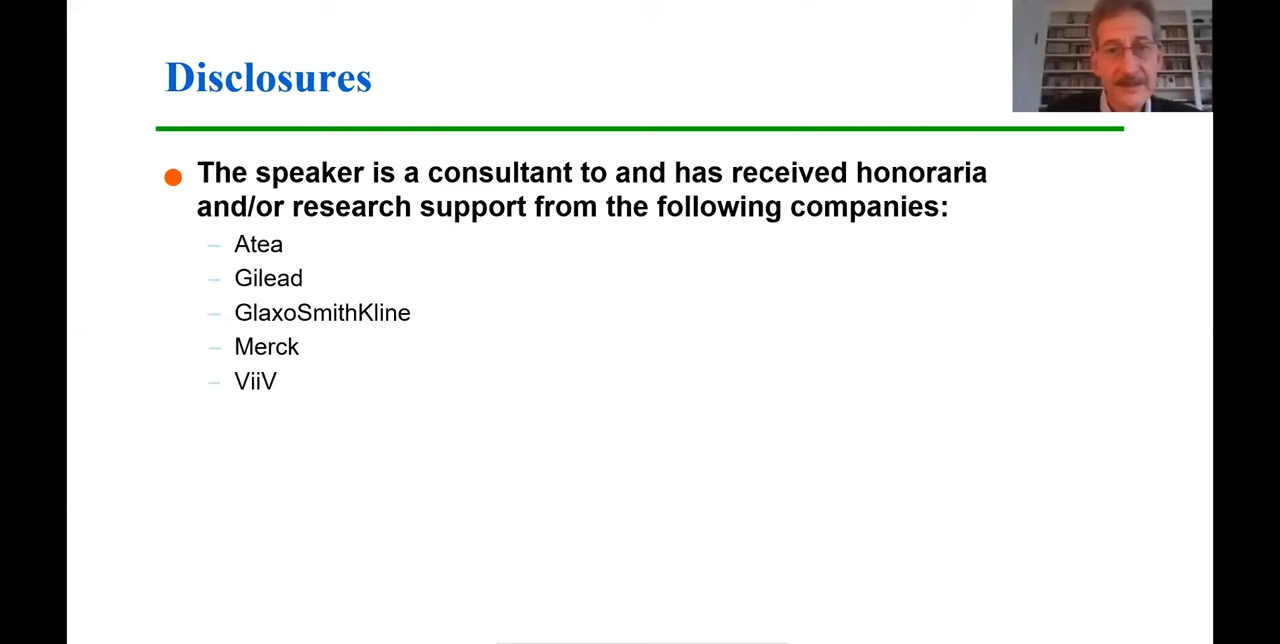 Disclosures
The speaker is a consultant to and has received honoraria
and/or research support from the following companies:
– Atea
– Gilead
– GlaxoSmithKline
– Merck
– ViiV